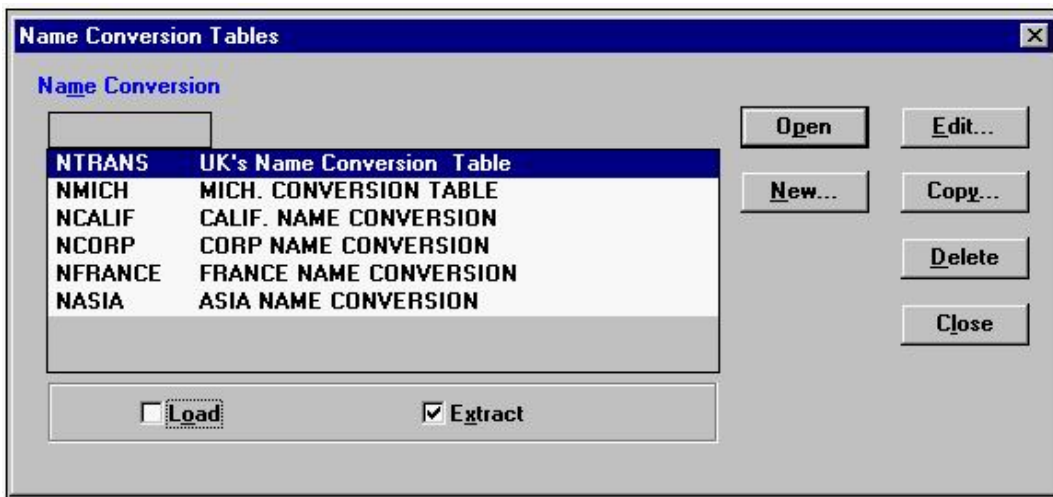 Name Conversion Tables
Name Conversion
NTRANS UK's Name Conversion Table
NMICH MICH. CONVERSION TABLE
NCALIF CALIF. NAME CONVERSION
NCORP CORP NAME CONVERSION
NFRANCE FRANCE NAME CONVERSION
NASIA ASIA NAME CONVERSION
Load Extract
Open Edit...
New... Copy...
Delete
Close